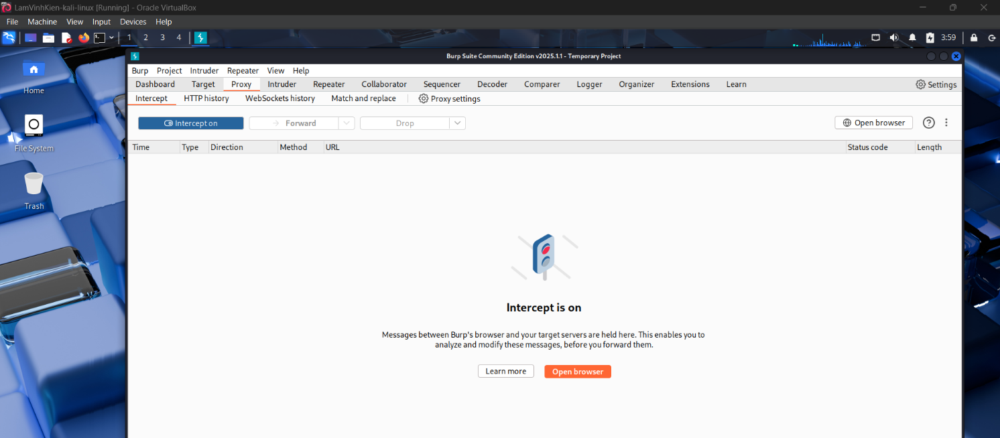 LamVinhKien-kali-linux [Running] - Oracle VirtualBox
File Machine View Input Devices Help
1 2 3 4 3:59
Burp Suite Community Edition v2025.1.1 - Temporary Project
Burp Project Intruder Repeater View Help
Dashboard Target Proxy Intruder Repeater Collaborator Sequencer Decoder Comparer Logger Organizer Extensions Learn Settings
Intercept HTTP history WebSockets history Match and replace Proxy settings
Intercept on Forward Drop Open browser
Time Type Direction Method URL Status code Length
Home
File System
Trash
Intercept is on
Messages between Burp's browser and your target servers are held here. This enables you to
analyze and modify these messages, before you forward them.
Learn more Open browser